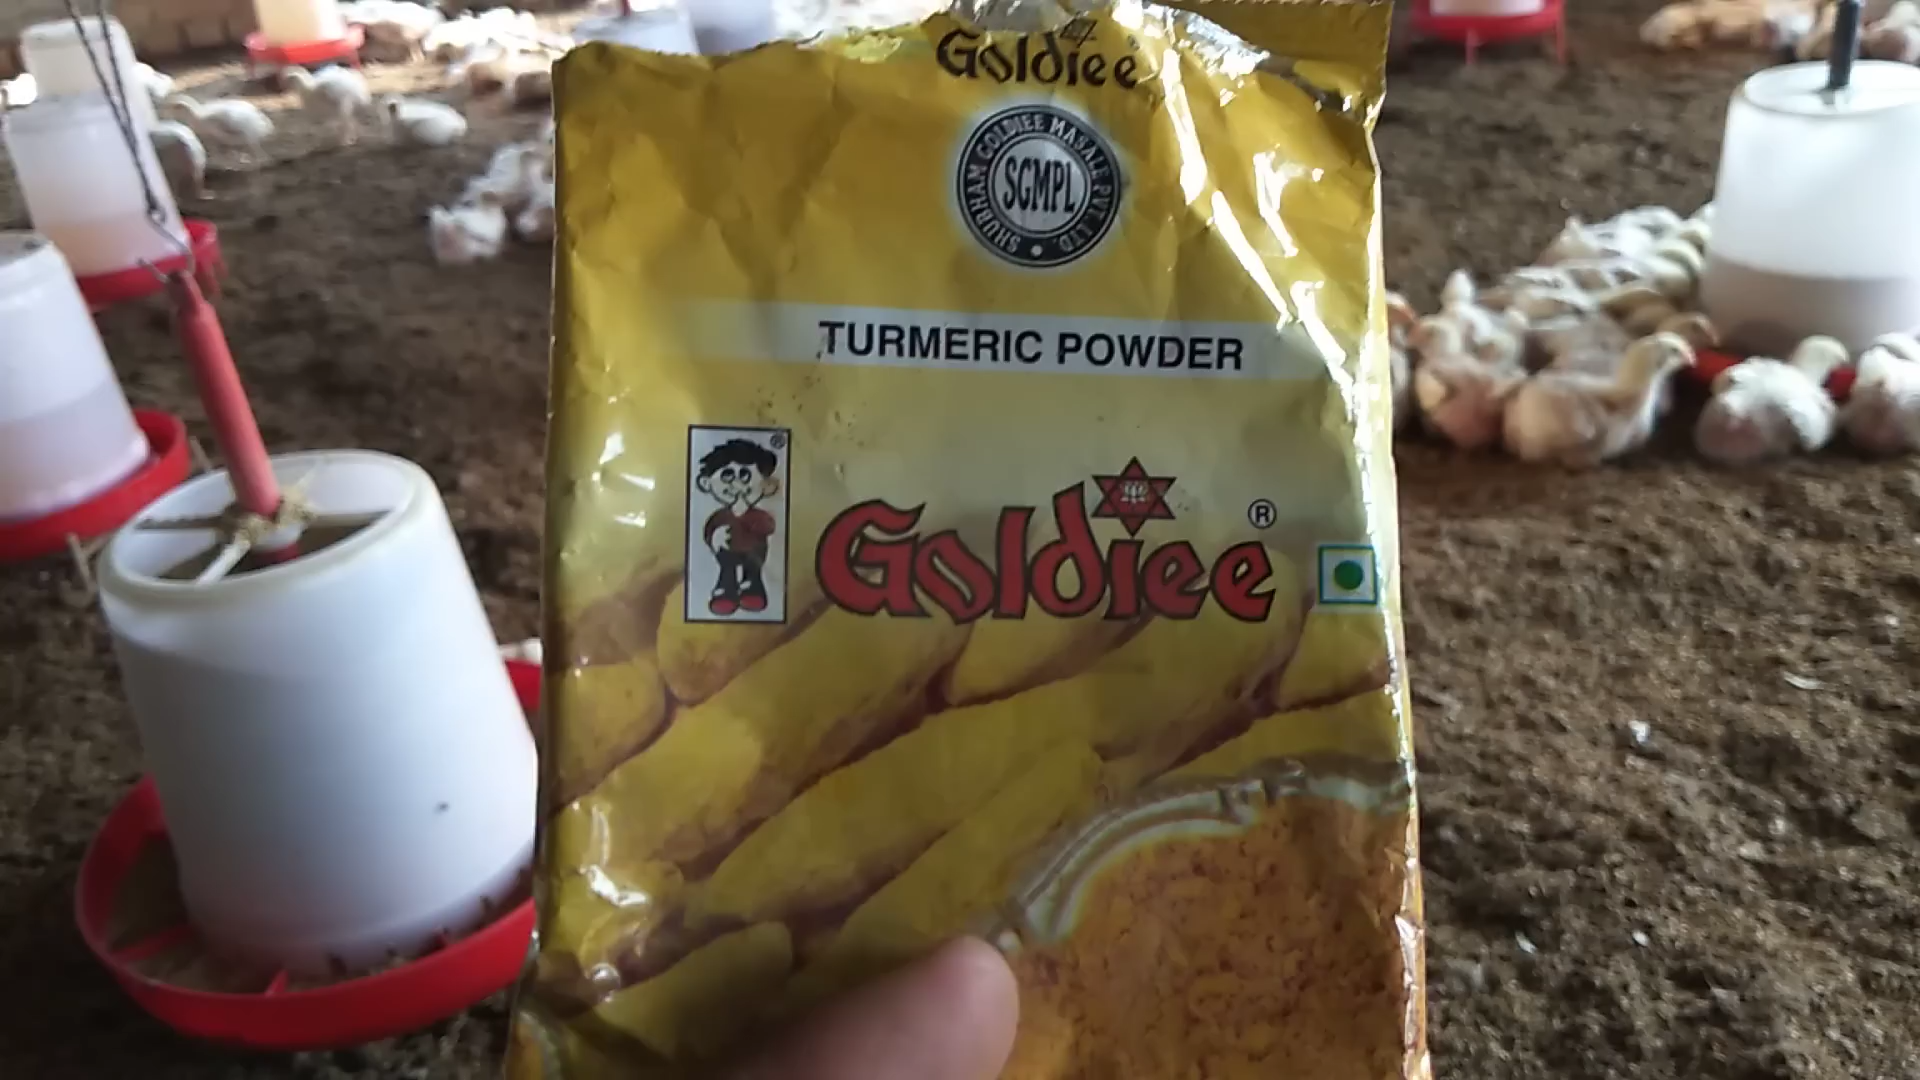 Goldiee
SHUBHAM GOLDIEE MASALE PVT. LTD.
SGMPL
TURMERIC POWDER
®
Goldiee ®